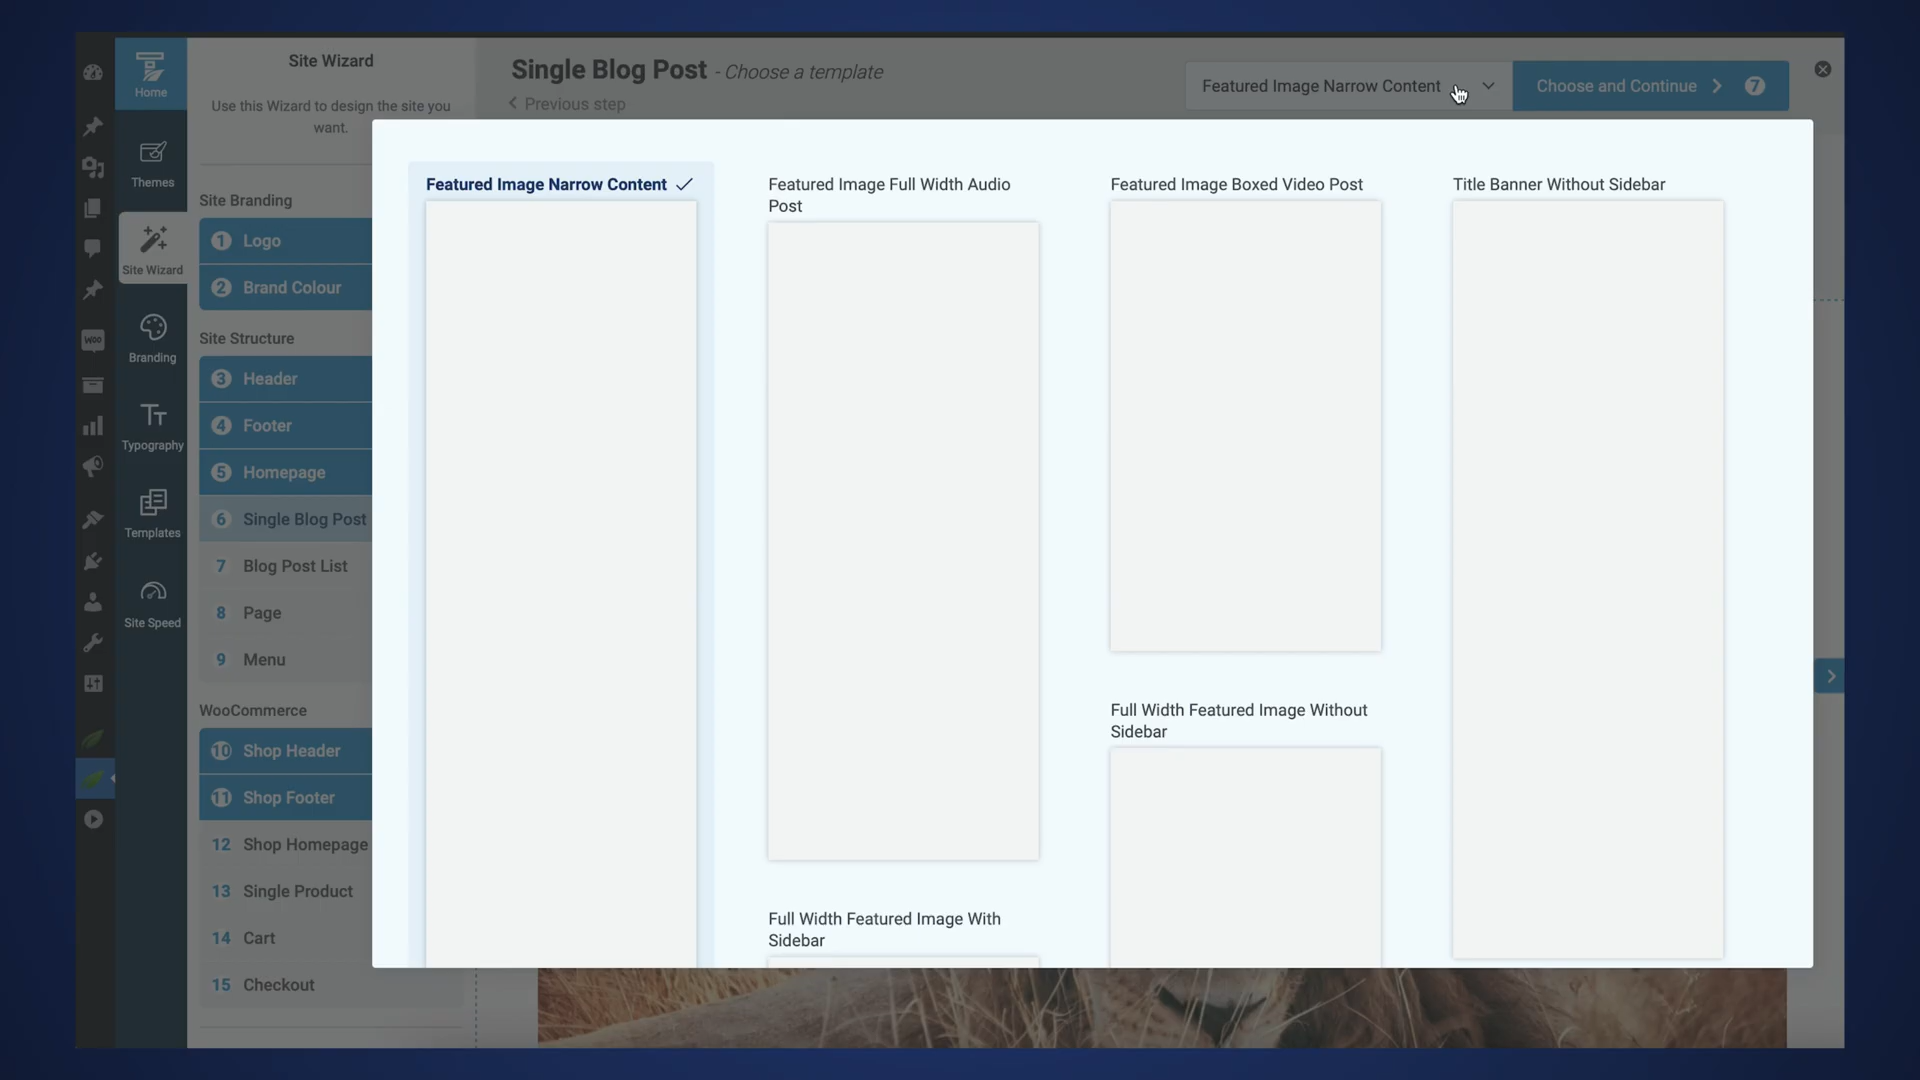 Home
Themes
Site Wizard
Branding
Typography
Templates
Site Speed
WOO
Site Wizard
Use this Wizard to design the site you
want.
Site Branding
1 Logo
2 Brand Colour
Site Structure
3 Header
4 Footer
5 Homepage
6 Single Blog Post
7 Blog Post List
8 Page
9 Menu
WooCommerce
10 Shop Header
11 Shop Footer
12 Shop Homepage
13 Single Product
14 Cart
15 Checkout
Single Blog Post - Choose a template
Previous step
Featured Image Narrow Content
Choose and Continue 7
Featured Image Narrow Content
Featured Image Full Width Audio
Post
Featured Image Boxed Video Post
Title Banner Without Sidebar
Full Width Featured Image Without
Sidebar
Full Width Featured Image With
Sidebar